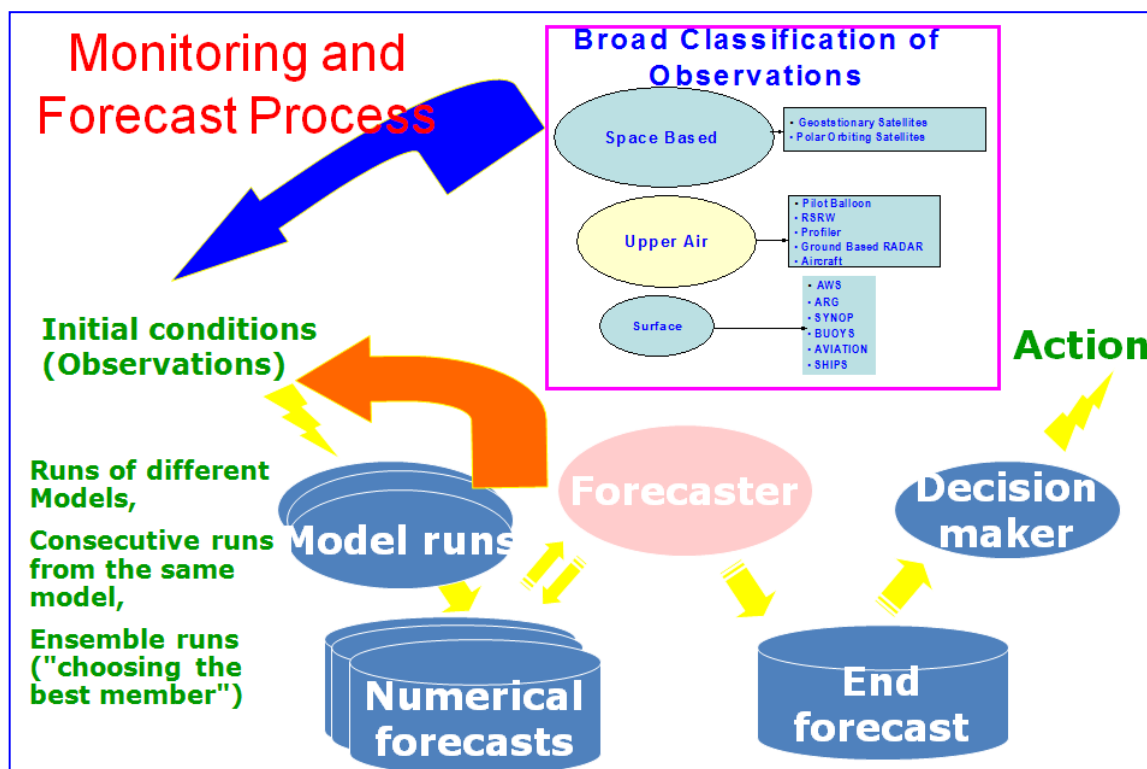 Monitoring and
Forecast Process
Broad Classification of
Observations
Space Based
• Geoststionary Satellites
• Polar Orbiting Satellites
Upper Air
• Pilot Balloon
• RSRW
• Profiler
• Ground Based RADAR
• Aircraft
Surface
• AWS
• ARG
• SYNOP
• BUOYS
• AVIATION
• SHIPS
Initial conditions
(Observations)
Action
Runs of different
Models,
Consecutive runs
from the same
model,
Ensemble runs
("choosing the
best member")
Model runs
Forecaster
Decision
maker
Numerical
forecasts
End
forecast